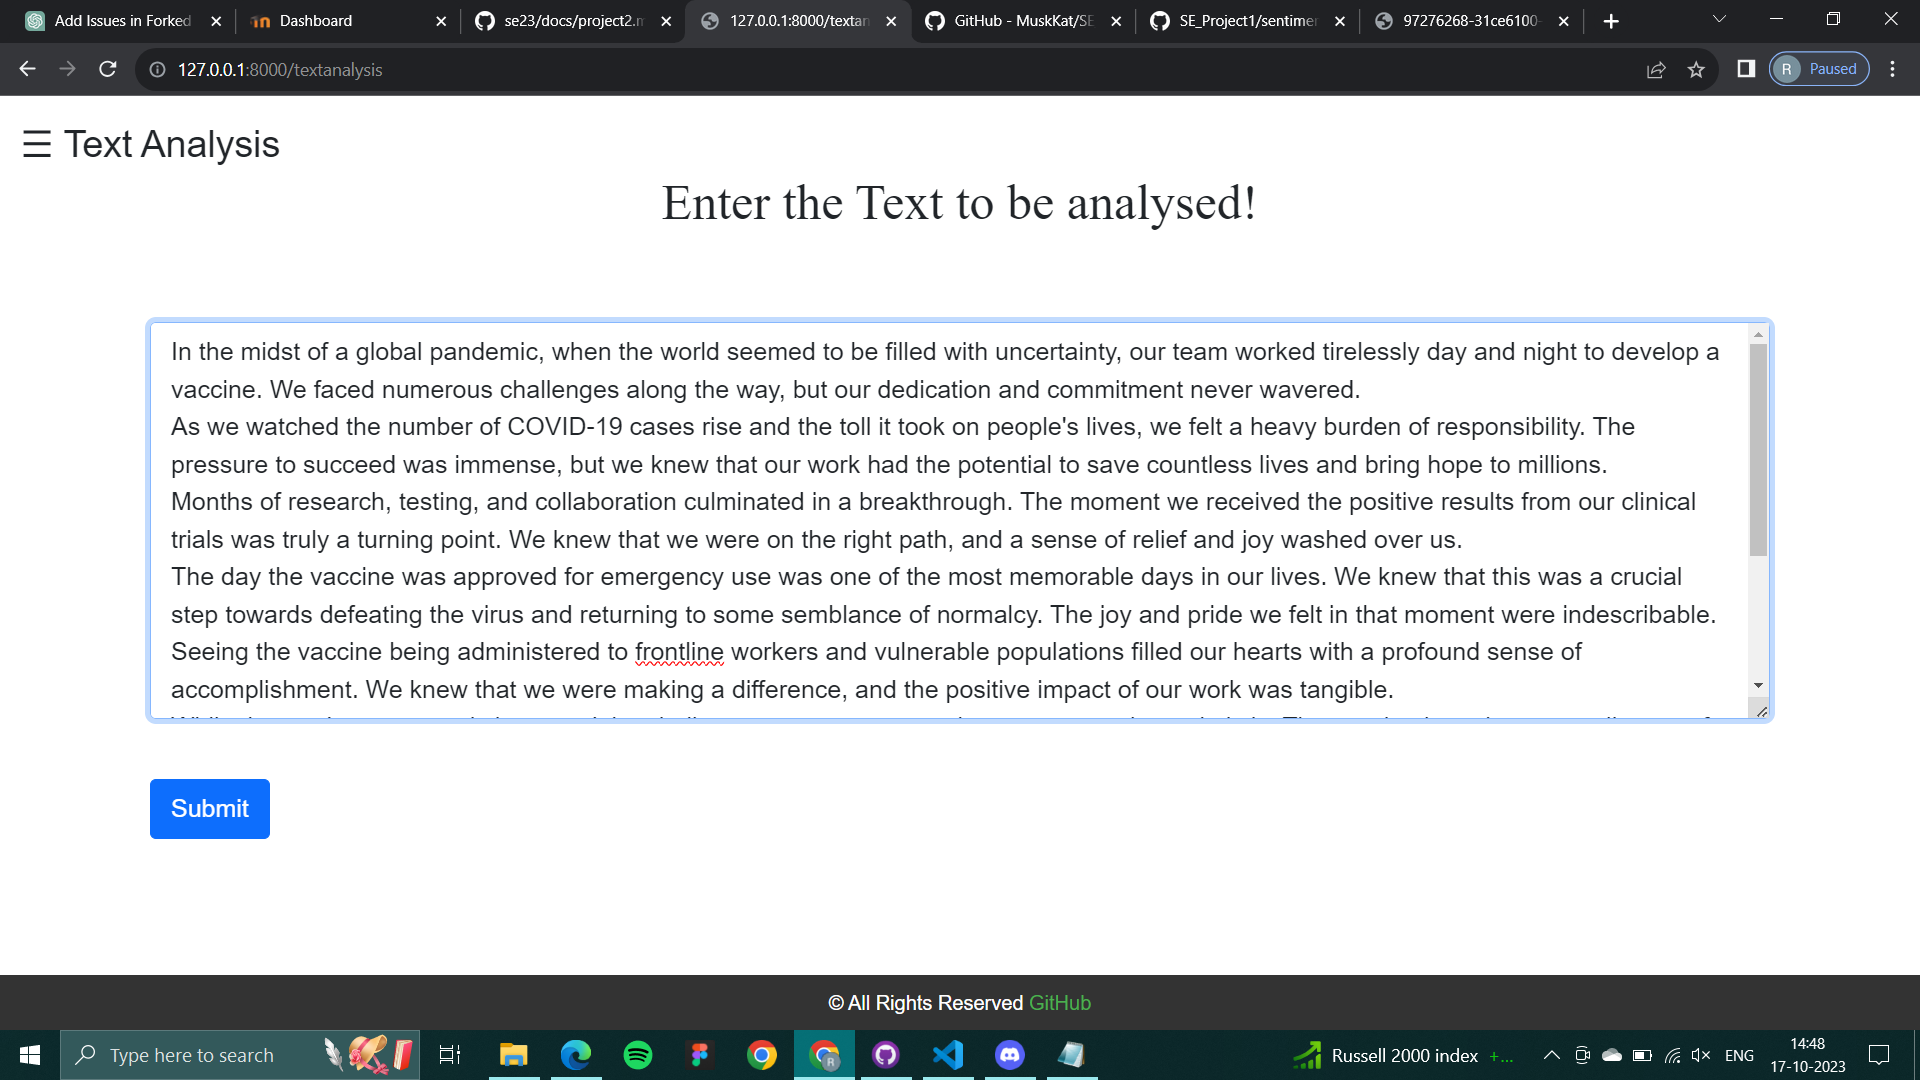 Add Issues in Forked
Dashboard
se23/docs/project2.m
127.0.0.1:8000/textan
GitHub - MuskKat/SE
SE_Project1/sentimer
97276268-31ce6100-
127.0.0.1:8000/textanalysis
R Paused
☰ Text Analysis
Enter the Text to be analysed!
In the midst of a global pandemic, when the world seemed to be filled with uncertainty, our team worked tirelessly day and night to develop a
vaccine. We faced numerous challenges along the way, but our dedication and commitment never wavered.
As we watched the number of COVID-19 cases rise and the toll it took on people's lives, we felt a heavy burden of responsibility. The
pressure to succeed was immense, but we knew that our work had the potential to save countless lives and bring hope to millions.
Months of research, testing, and collaboration culminated in a breakthrough. The moment we received the positive results from our clinical
trials was truly a turning point. We knew that we were on the right path, and a sense of relief and joy washed over us.
The day the vaccine was approved for emergency use was one of the most memorable days in our lives. We knew that this was a crucial
step towards defeating the virus and returning to some semblance of normalcy. The joy and pride we felt in that moment were indescribable.
Seeing the vaccine being administered to frontline workers and vulnerable populations filled our hearts with a profound sense of
accomplishment. We knew that we were making a difference, and the positive impact of our work was tangible.
Submit
© All Rights Reserved GitHub
Type here to search
Russell 2000 index +...
ENG
14:48
17-10-2023